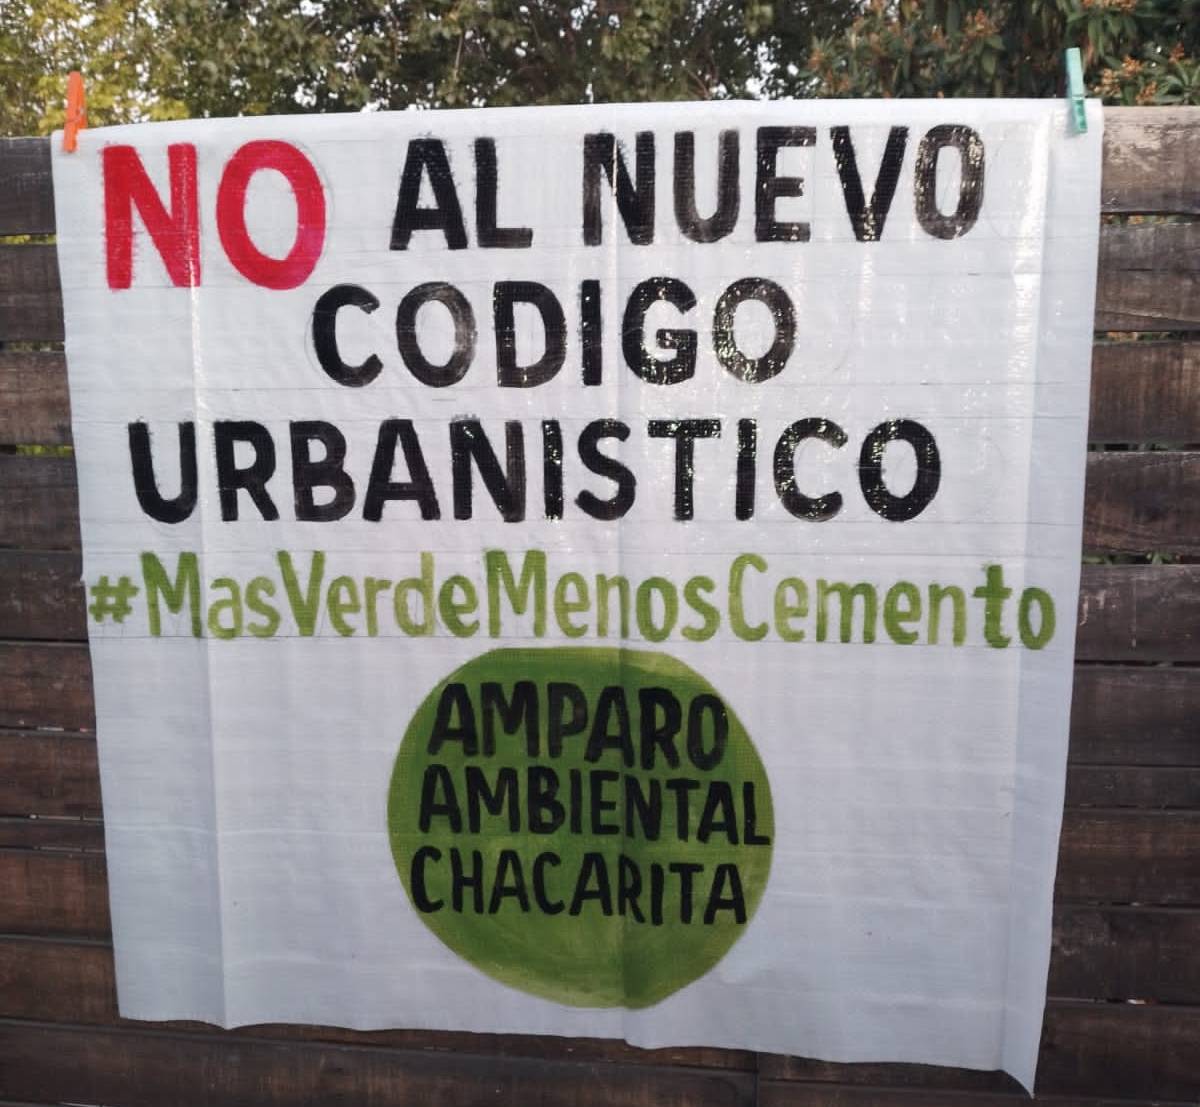 NO AL NUEVO
CODIGO
URBANISTICO
#MasVerdeMenosCemento
AMPARO
AMBIENTAL
CHACARITA